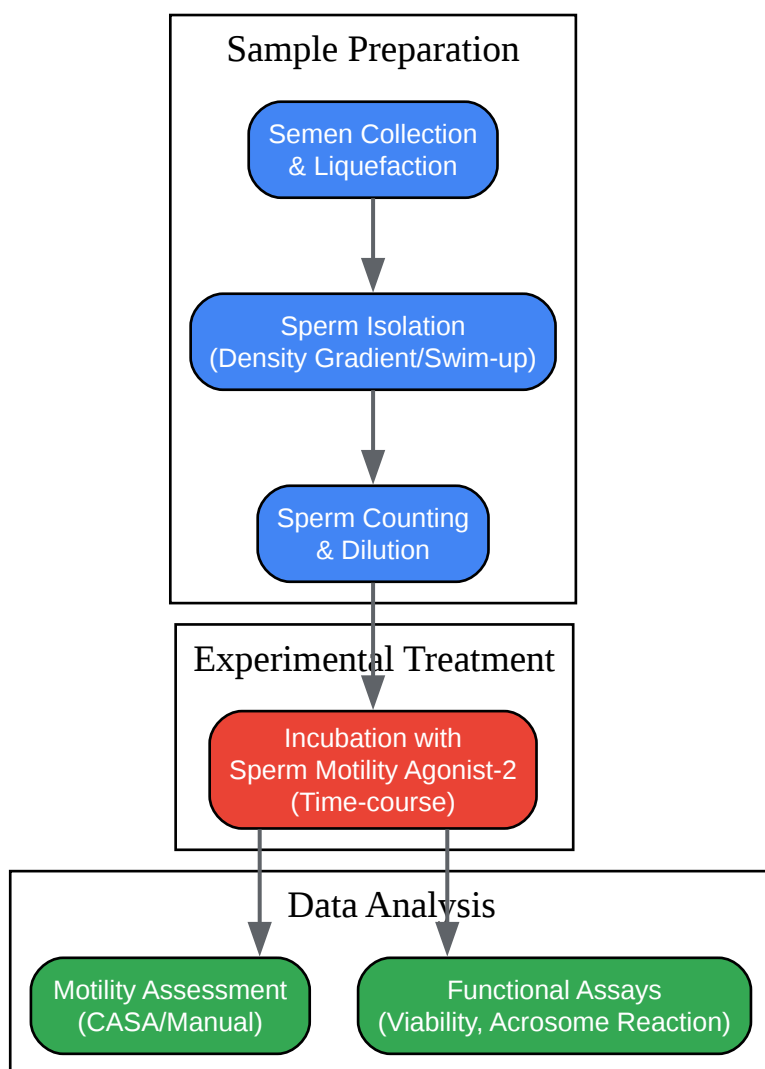 Sample Preparation
Semen Collection
& Liquefaction
Sperm Isolation
(Density Gradient/Swim-up)
Sperm Counting
& Dilution
Experimental Treatment
Incubation with
Sperm Motility Agonist-2
(Time-course)
Data Analysis
Motility Assessment
(CASA/Manual)
Functional Assays
(Viability, Acrosome Reaction)